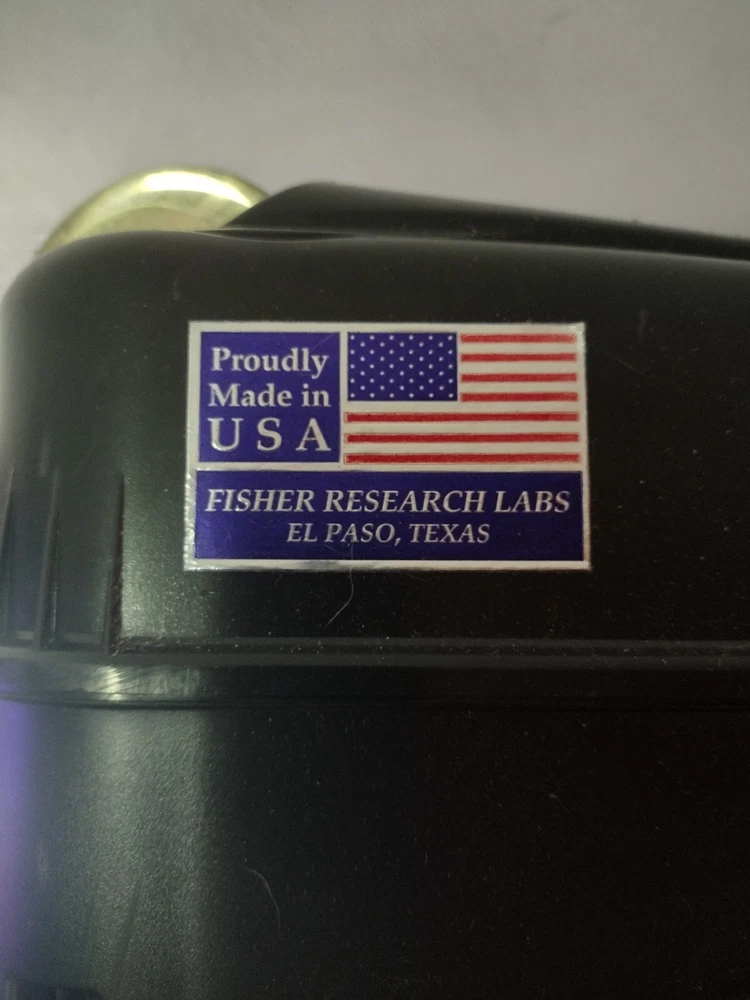 Proudly
Made in
USA
FISHER RESEARCH LABS
EL PASO, TEXAS